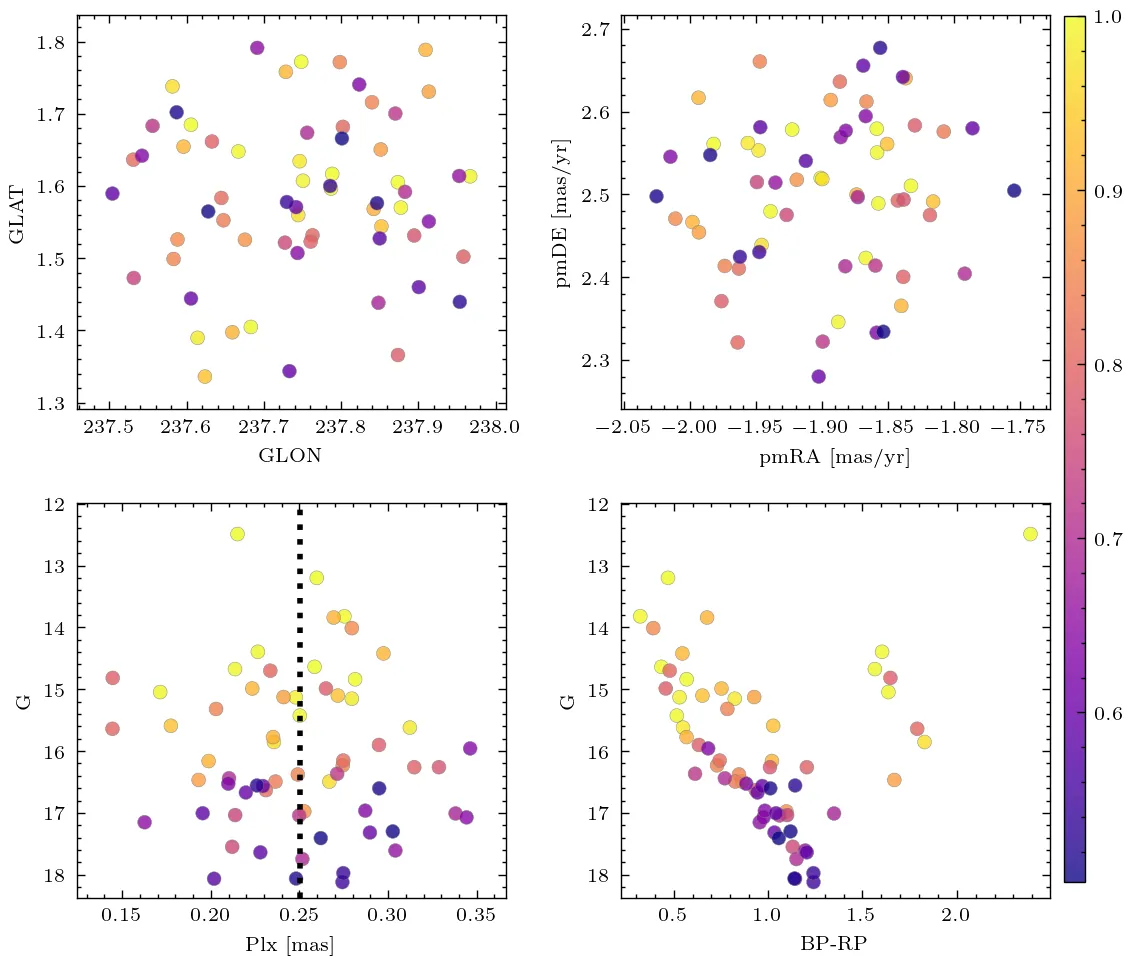 1.8
1.7
1.6
1.5
1.4
1.3
GLAT
237.5 237.6 237.7 237.8 237.9 238.0
GLON
2.7
2.6
2.5
2.4
2.3
pmDE [mas/yr]
−2.05 −2.00 −1.95 −1.90 −1.85 −1.80 −1.75
pmRA [mas/yr]
12
13
14
15
16
17
18
G
0.15 0.20 0.25 0.30 0.35
Plx [mas]
12
13
14
15
16
17
18
G
0.5 1.0 1.5 2.0
BP-RP
1.0
0.9
0.8
0.7
0.6